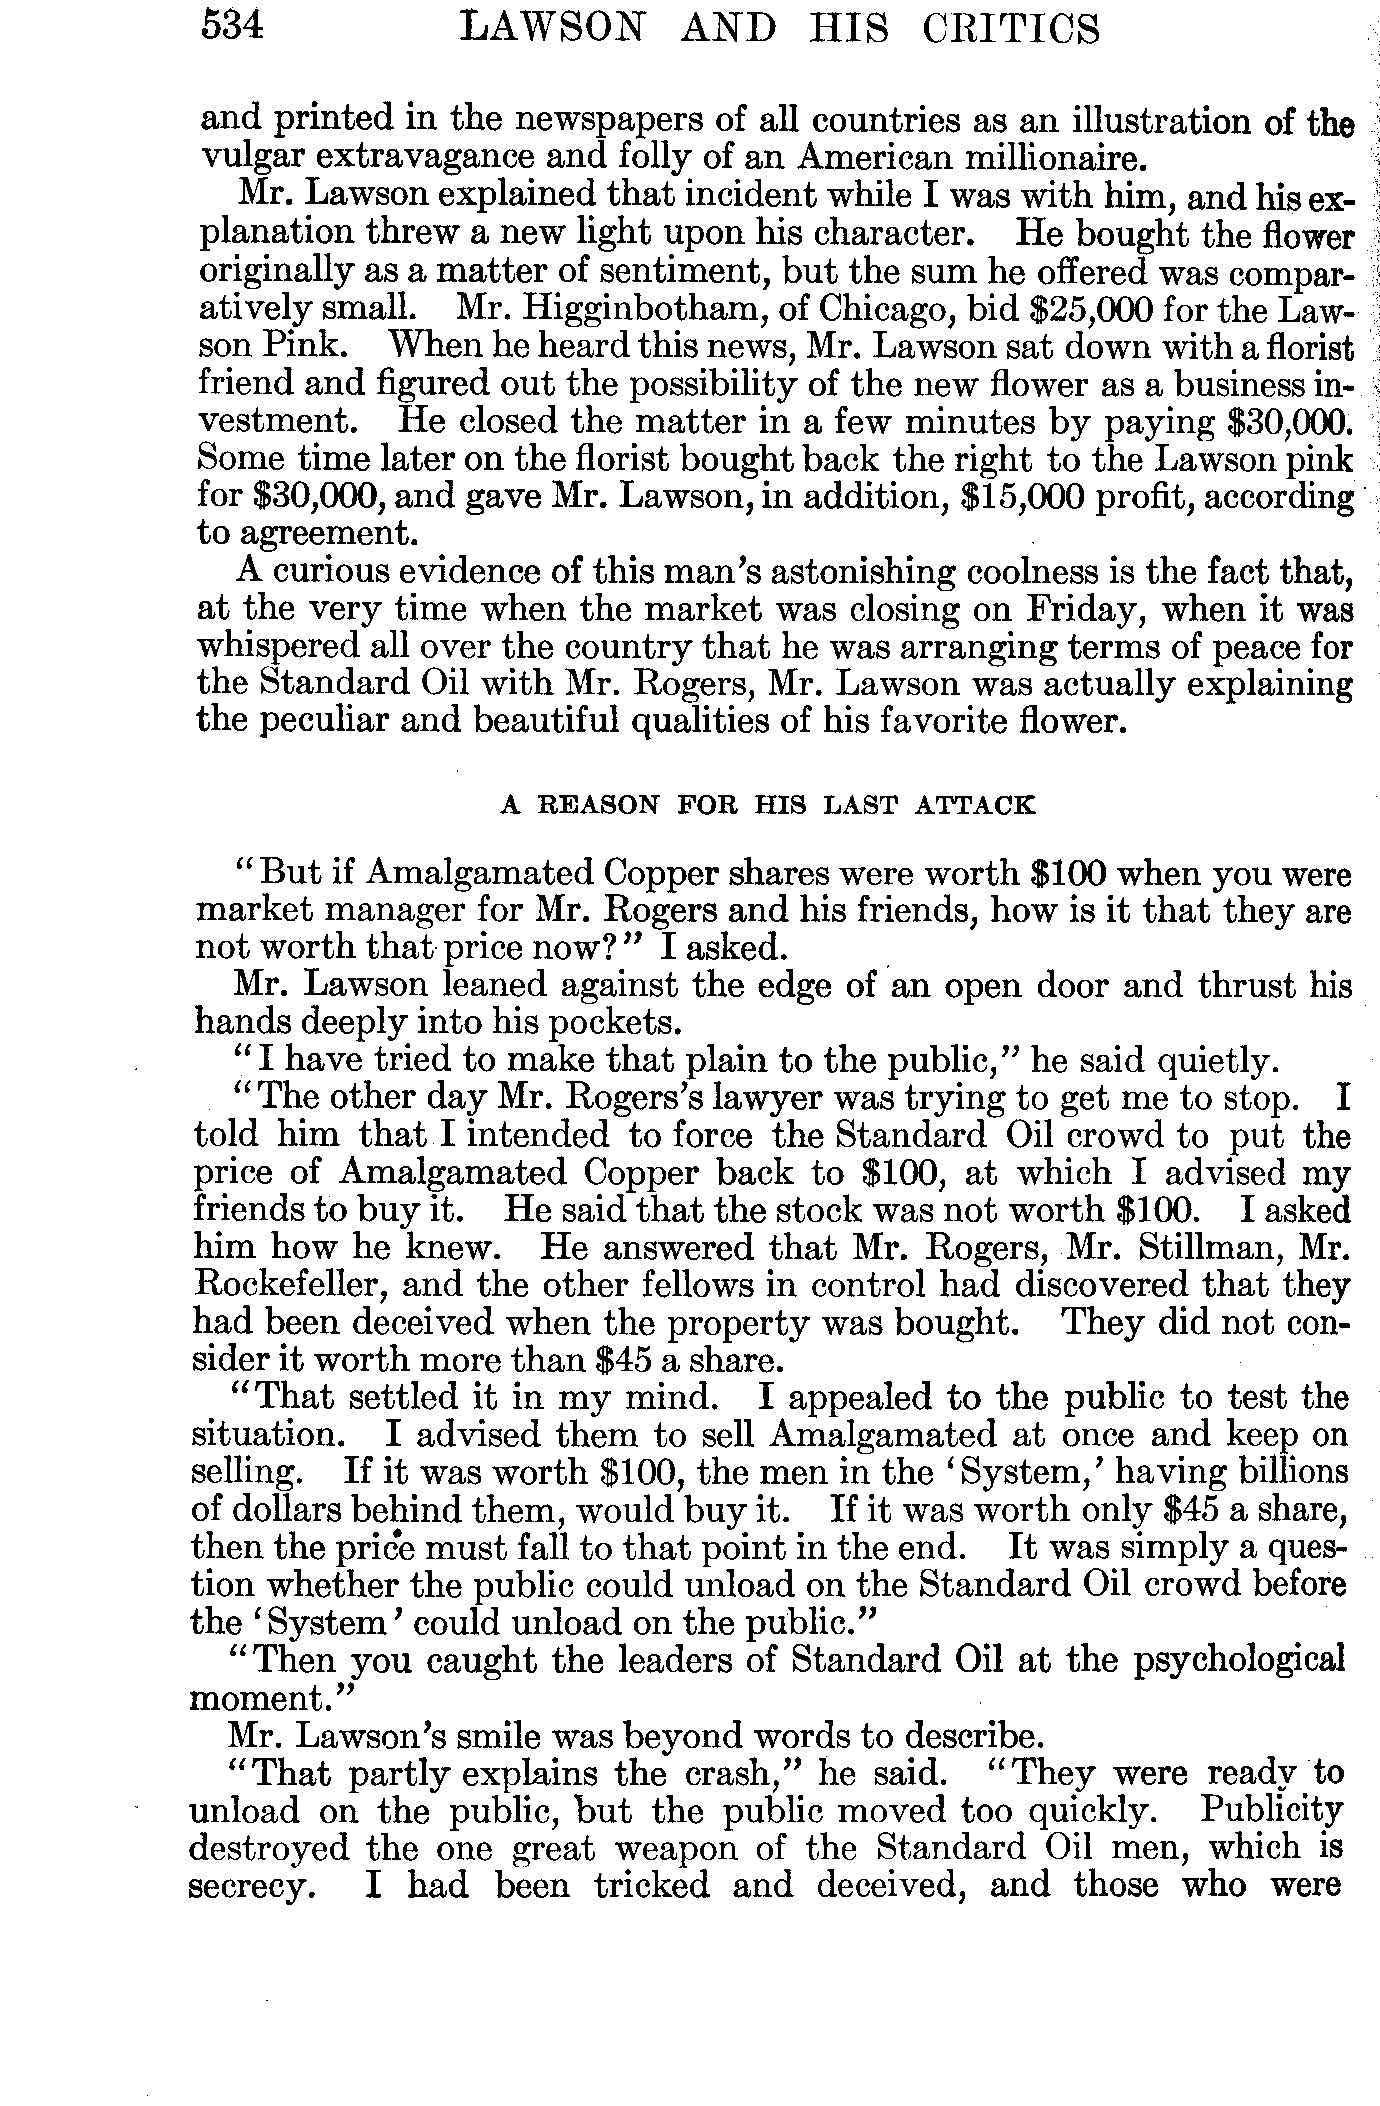 534 LAWSON AND HIS CRITICS
and printed in the newspapers of all countries as an illustration of the
vulgar extravagance and folly of an American millionaire.
Mr. Lawson explained that incident while I was with him, and his ex-
planation threw a new light upon his character. He bought the flower
originally as a matter of sentiment, but the sum he offered was compar-
atively small. Mr. Higginbotham, of Chicago, bid $25,000 for the Law-
son Pink. When he heard this news, Mr. Lawson sat down with a florist
friend and figured out the possibility of the new flower as a business in-
vestment. He closed the matter in a few minutes by paying $30,000.
Some time later on the florist bought back the right to the Lawson pink
for $30,000, and gave Mr. Lawson, in addition, $15,000 profit, according
to agreement.
A curious evidence of this man's astonishing coolness is the fact that,
at the very time when the market was closing on Friday, when it was
whispered all over the country that he was arranging terms of peace for
the Standard Oil with Mr. Rogers, Mr. Lawson was actually explaining
the peculiar and beautiful qualities of his favorite flower.
A REASON FOR HIS LAST ATTACK
"But if Amalgamated Copper shares were worth $100 when you were
market manager for Mr. Rogers and his friends, how is it that they are
not worth that price now?" I asked.
Mr. Lawson leaned against the edge of an open door and thrust his
hands deeply into his pockets.
"I have tried to make that plain to the public," he said quietly.
"The other day Mr. Rogers's lawyer was trying to get me to stop. I
told him that I intended to force the Standard Oil crowd to put the
price of Amalgamated Copper back to $100, at which I advised my
friends to buy it. He said that the stock was not worth $100. I asked
him how he knew. He answered that Mr. Rogers, Mr. Stillman, Mr.
Rockefeller, and the other fellows in control had discovered that they
had been deceived when the property was bought. They did not con-
sider it worth more than $45 a share.
"That settled it in my mind. I appealed to the public to test the
situation. I advised them to sell Amalgamated at once and keep on
selling. If it was worth $100, the men in the 'System,' having billions
of dollars behind them, would buy it. If it was worth only $45 a share,
then the price must fall to that point in the end. It was simply a ques-
tion whether the public could unload on the Standard Oil crowd before
the 'System' could unload on the public."
"Then you caught the leaders of Standard Oil at the psychological
moment."
Mr. Lawson's smile was beyond words to describe.
"That partly explains the crash," he said. "They were ready to
unload on the public, but the public moved too quickly. Publicity
destroyed the one great weapon of the Standard Oil men, which is
secrecy. I had been tricked and deceived, and those who were